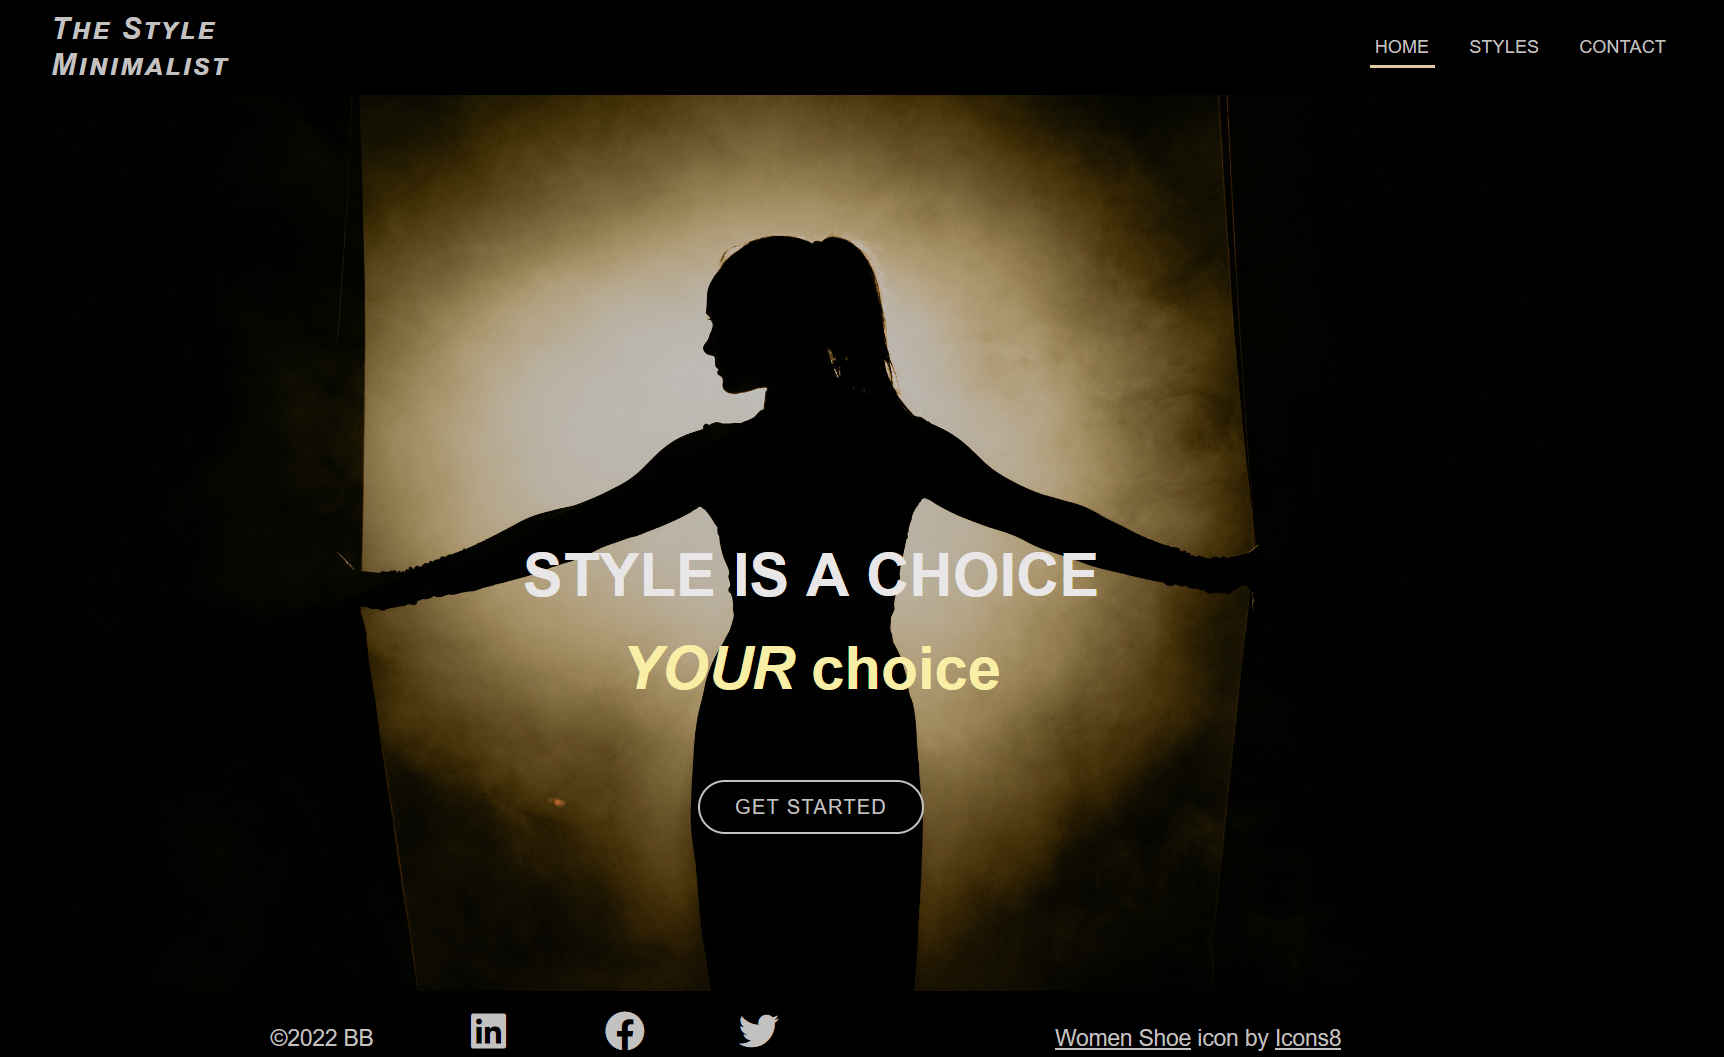 The Style
Minimalist
HOME STYLES CONTACT
STYLE IS A CHOICE
YOUR choice
GET STARTED
©2022 BB
Women Shoe icon by Icons8